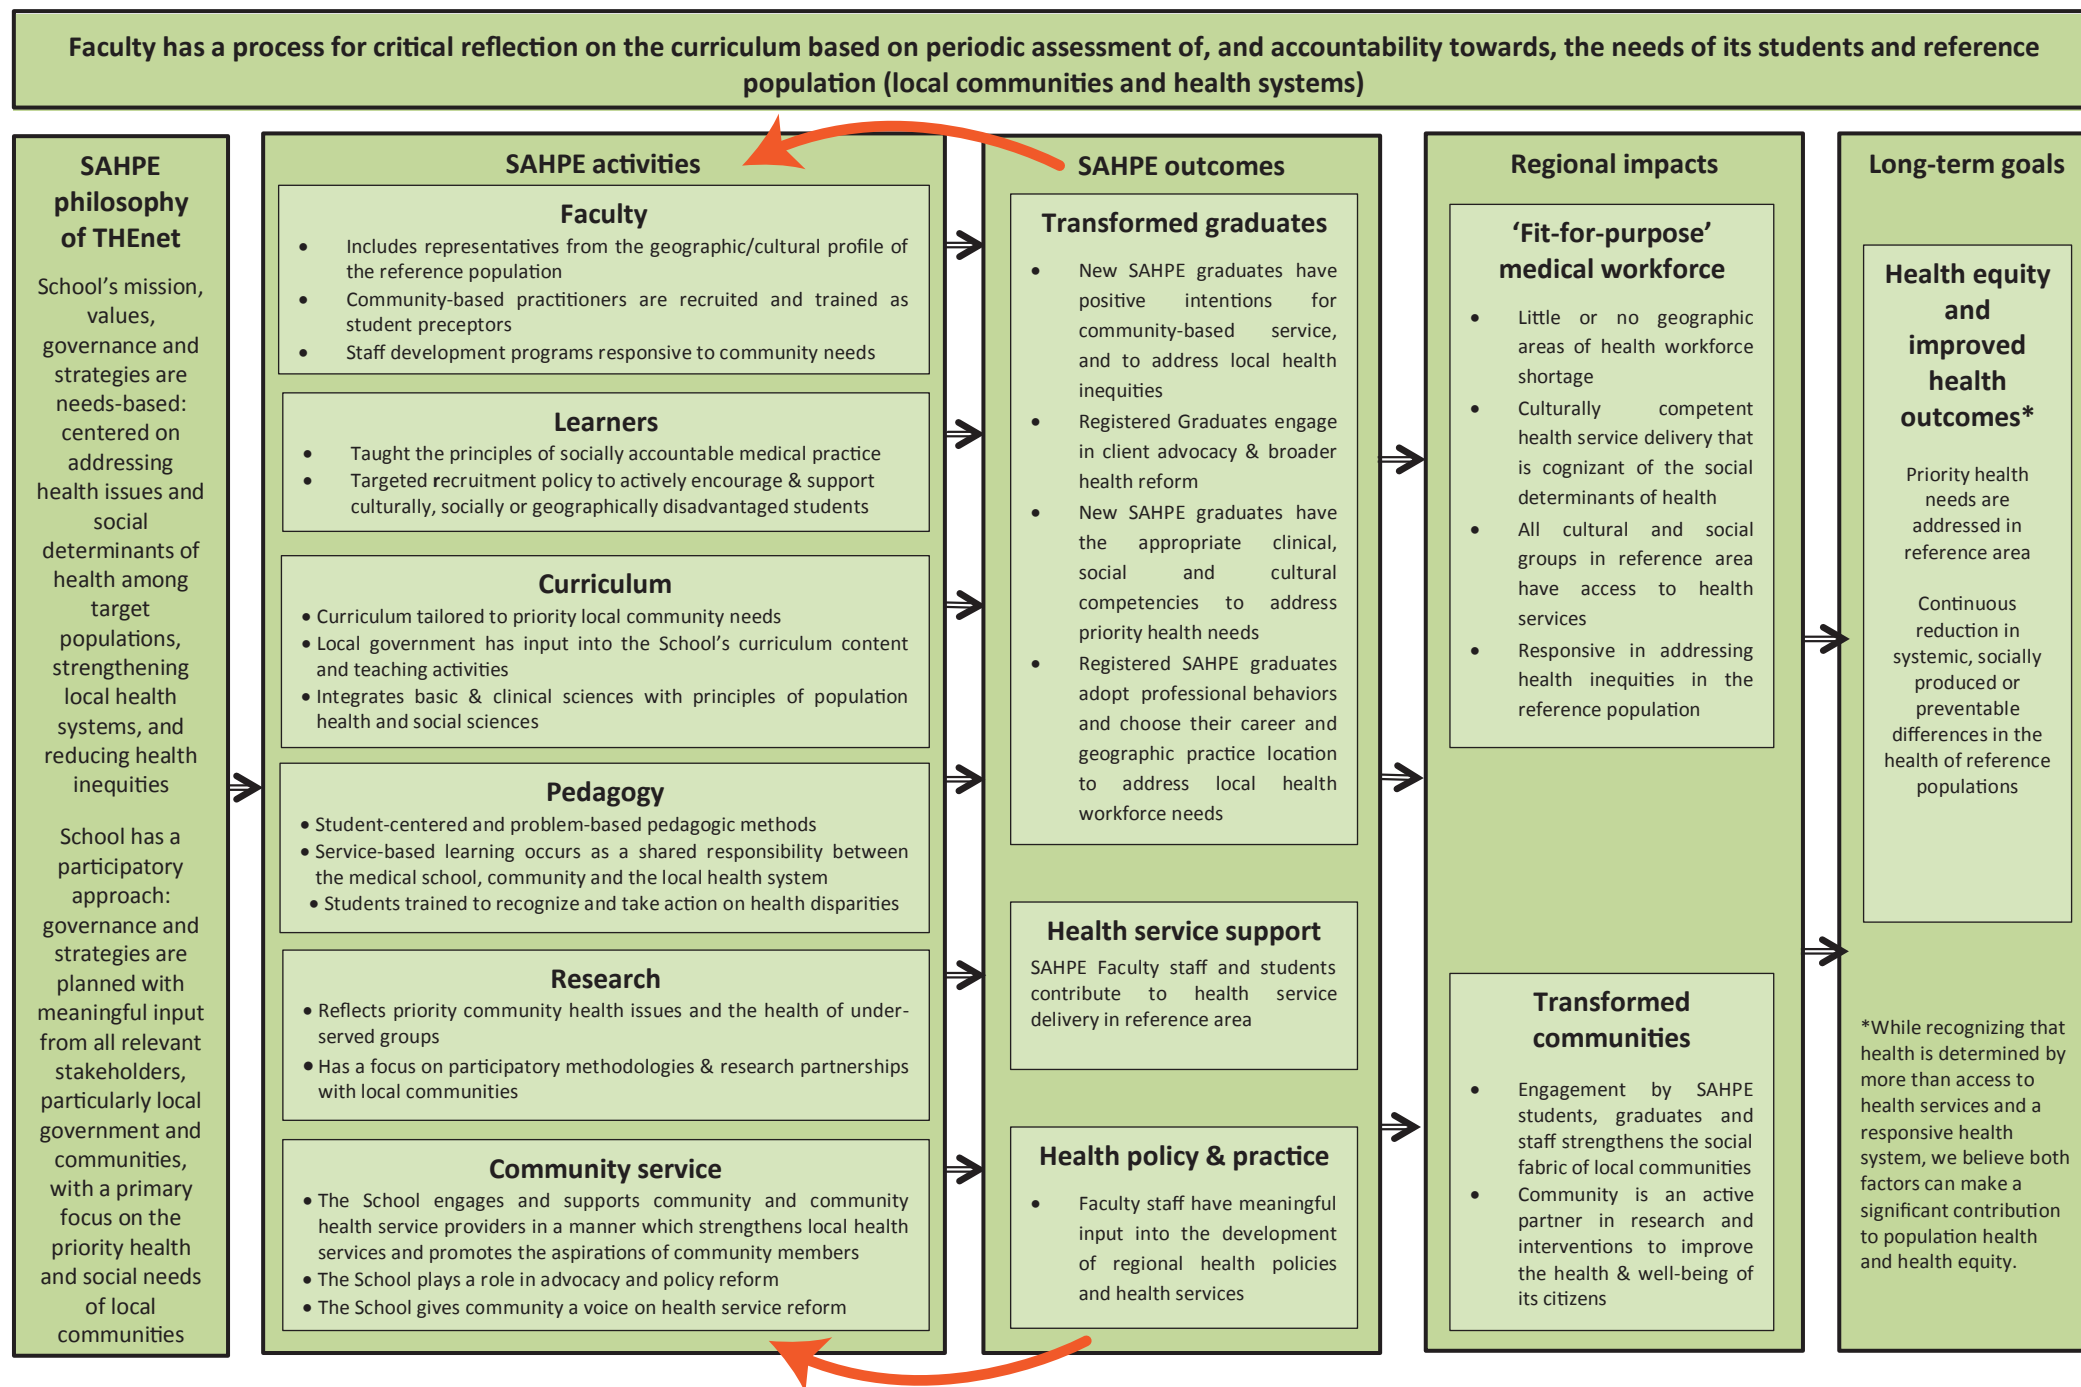 Faculty has a process for critical reflection on the curriculum based on periodic assessment of, and accountability towards, the needs of its students and reference
population (local communities and health systems)
SAHPE
philosophy
of THEnet
School’s mission,
values,
governance and
strategies are
needs-based:
centered on
addressing
health issues and
social
determinants of
health among
target
populations,
strengthening
local health
systems, and
reducing health
inequities
School has a
participatory
approach:
governance and
strategies are
planned with
meaningful input
from all relevant
stakeholders,
particularly local
government and
communities,
with a primary
focus on the
priority health
and social needs
of local
communities
SAHPE activities
Faculty
• Includes representatives from the geographic/cultural profile of
the reference population
• Community-based practitioners are recruited and trained as
student preceptors
• Staff development programs responsive to community needs
Learners
• Taught the principles of socially accountable medical practice
• Targeted recruitment policy to actively encourage & support
culturally, socially or geographically disadvantaged students
Curriculum
• Curriculum tailored to priority local community needs
• Local government has input into the School’s curriculum content
and teaching activities
• Integrates basic & clinical sciences with principles of population
health and social sciences
Pedagogy
• Student-centered and problem-based pedagogic methods
• Service-based learning occurs as a shared responsibility between
the medical school, community and the local health system
• Students trained to recognize and take action on health disparities
Research
• Reflects priority community health issues and the health of under-
served groups
• Has a focus on participatory methodologies & research partnerships
with local communities
Community service
• The School engages and supports community and community
health service providers in a manner which strengthens local health
services and promotes the aspirations of community members
• The School plays a role in advocacy and policy reform
• The School gives community a voice on health service reform
SAHPE outcomes
Transformed graduates
• New SAHPE graduates have
positive intentions for
community-based service,
and to address local health
inequities
• Registered Graduates engage
in client advocacy & broader
health reform
• New SAHPE graduates have
the appropriate clinical,
social and cultural
competencies to address
priority health needs
• Registered SAHPE graduates
adopt professional behaviors
and choose their career and
geographic practice location
to address local health
workforce needs
Health service support
SAHPE Faculty staff and students
contribute to health service
delivery in reference area
Health policy & practice
• Faculty staff have meaningful
input into the development
of regional health policies
and health services
Regional impacts
‘Fit-for-purpose’
medical workforce
• Little or no geographic
areas of health workforce
shortage
• Culturally competent
health service delivery that
is cognizant of the social
determinants of health
• All cultural and social
groups in reference area
have access to health
services
• Responsive in addressing
health inequities in the
reference population
Transformed
communities
• Engagement by SAHPE
students, graduates and
staff strengthens the social
fabric of local communities
• Community is an active
partner in research and
interventions to improve
the health & well-being of
its citizens
Long-term goals
Health equity
and
improved
health
outcomes*
Priority health
needs are
addressed in
reference area
Continuous
reduction in
systemic, socially
produced or
preventable
differences in the
health of reference
populations
*While recognizing that
health is determined by
more than access to
health services and a
responsive health
system, we believe both
factors can make a
significant contribution
to population health
and health equity.